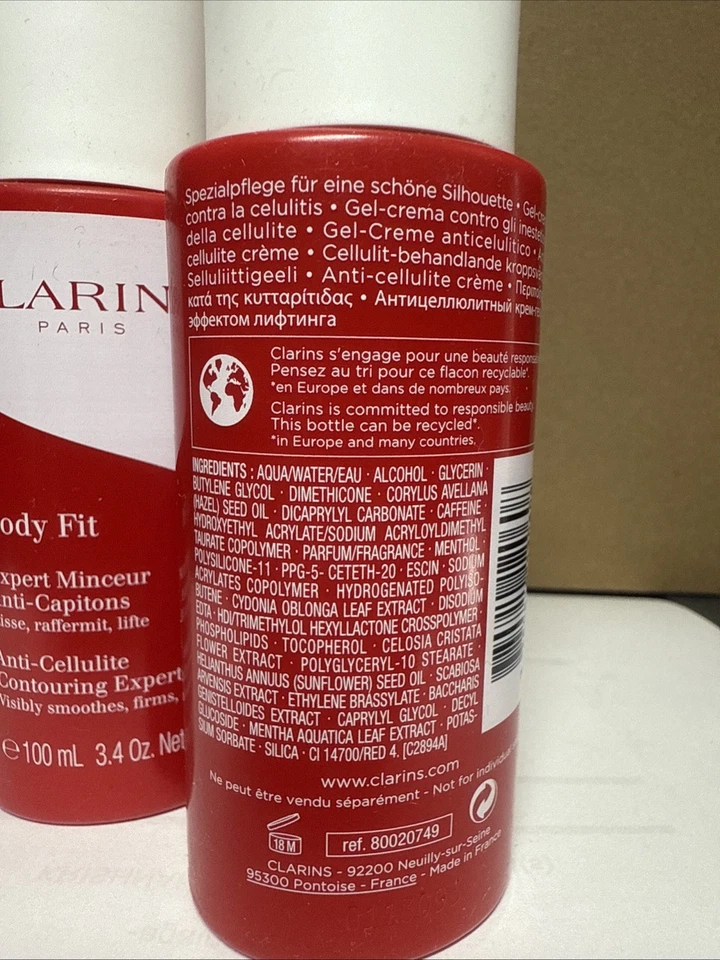 LARIN
PARIS
ody Fit
xpert Minceur
nti-Capitons
isse, raffermit, lifte
Anti-Cellulite
Contouring Expert
Visibly smoothes, firms,
℮100 mL 3.4 Oz. Net
Spezialpflege für eine schöne Silhouette • Gel-
contra la celulitis • Gel-crema contro gli
della cellulite • Gel-Creme anticelulítico •
cellulite crème • Cellulit-behandlande
Selluliittigeeli • Anti-cellulite crème •
κατά της κυτταρίτιδας • Антицеллюлитный
эффектом лифтинга
Clarins s'engage pour une beauté
Pensez au tri pour ce flacon recyclable*.
*en Europe et dans de nombreux pays.
Clarins is committed to responsible beauty
This bottle can be recycled*.
*in Europe and many countries.
INGREDIENTS : AQUA/WATER/EAU · ALCOHOL · GLYCERIN ·
BUTYLENE GLYCOL · DIMETHICONE · CORYLUS AVELLANA
(HAZEL) SEED OIL · DICAPRYLYL CARBONATE · CAFFEINE ·
HYDROXYETHYL ACRYLATE/SODIUM ACRYLOYLDIMETHYL
TAURATE COPOLYMER · PARFUM/FRAGRANCE · MENTHOL ·
POLYSILICONE-11 · PPG-5- CETETH-20 · ESCIN · SODIUM
ACRYLATES COPOLYMER · HYDROGENATED POLYISO-
BUTENE · CYDONIA OBLONGA LEAF EXTRACT · DISODIUM
EDTA · HDI/TRIMETHYLOL HEXYLLACTONE CROSSPOLYMER ·
PHOSPHOLIPIDS · TOCOPHEROL · CELOSIA CRISTATA
FLOWER EXTRACT · POLYGLYCERYL-10 STEARATE ·
HELIANTHUS ANNUUS (SUNFLOWER) SEED OIL · SCABIOSA
ARVENSIS EXTRACT · ETHYLENE BRASSYLATE · BACCHARIS
GENISTELLOIDES EXTRACT · CAPRYLYL GLYCOL · DECYL
GLUCOSIDE · MENTHA AQUATICA LEAF EXTRACT · POTAS-
SIUM SORBATE · SILICA · CI 14700/RED 4. [C2894A]
www.clarins.com
Ne peut être vendu séparément - Not for individual
18 M
ref. 80020749
CLARINS - 92200 Neuilly-sur-Seine
95300 Pontoise - France - Made in France